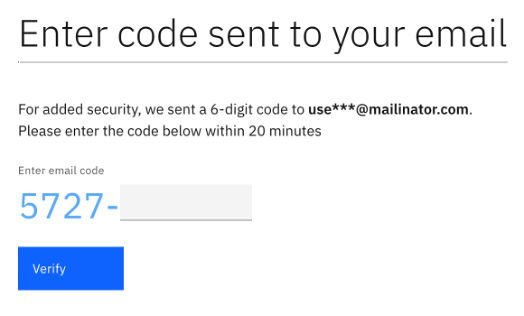 Enter code sent to your email
For added security, we sent a 6-digit code to use***@mailinator.com.
Please enter the code below within 20 minutes
Enter email code
5727-
Verify